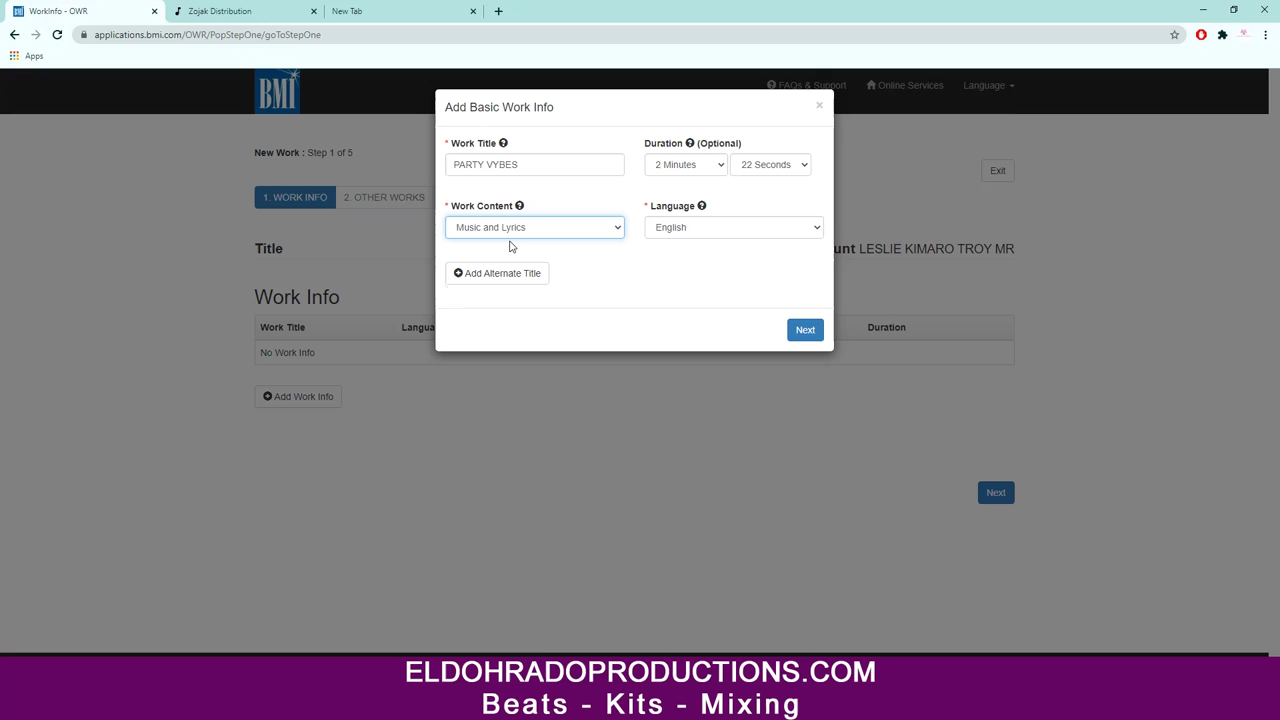 WorkInfo - OWR
Zojak Distribution
New Tab
applications.bmi.com/OWR/PopStepOne/goToStepOne
Apps
BMI
FAQs & Support
Online Services
Language
New Work : Step 1 of 5
Exit
1. WORK INFO
2. OTHER WORKS
Title
unt LESLIE KIMARO TROY MR
Work Info
Work Title
Langua
Duration
No Work Info
Add Work Info
Next
Add Basic Work Info
×
* Work Title
Duration (Optional)
PARTY VYBES
2 Minutes
22 Seconds
* Work Content
* Language
Music and Lyrics
English
Add Alternate Title
Next
ELDOHRADOPRODUCTIONS.COM
Beats - Kits - Mixing